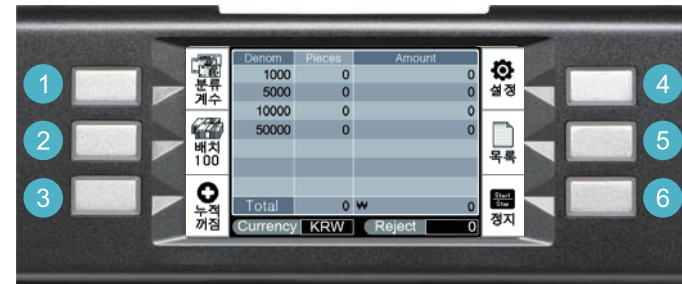 1
분류
계수
2
배치
100
3
누적
꺼짐
Denom Pieces Amount
1000 0 0
5000 0 0
10000 0 0
50000 0 0
Total 0 ₩ 0
Currency KRW Reject 0
설정
4
목록
5
Start
Stop
정지
6